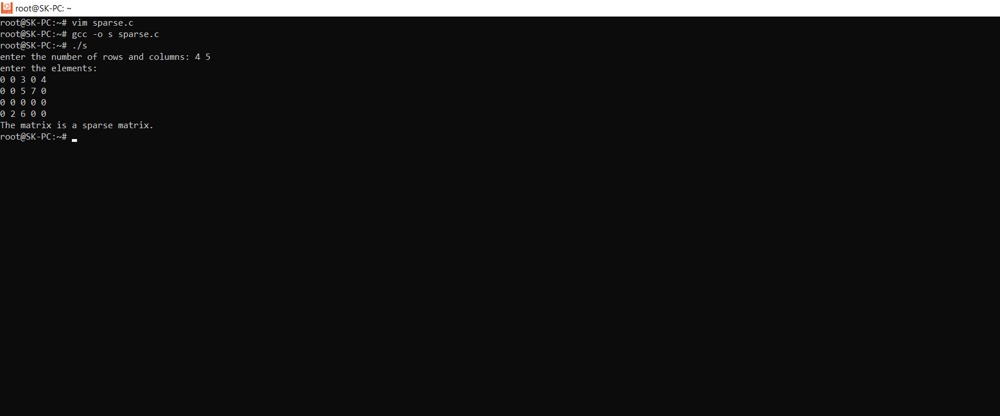 root@SK-PC: ~
root@SK-PC:~# vim sparse.c
root@SK-PC:~# gcc -o s sparse.c
root@SK-PC:~# ./s
enter the number of rows and columns: 4 5
enter the elements:
0 0 3 0 4
0 0 5 7 0
0 0 0 0 0
0 2 6 0 0
The matrix is a sparse matrix.
root@SK-PC:~#